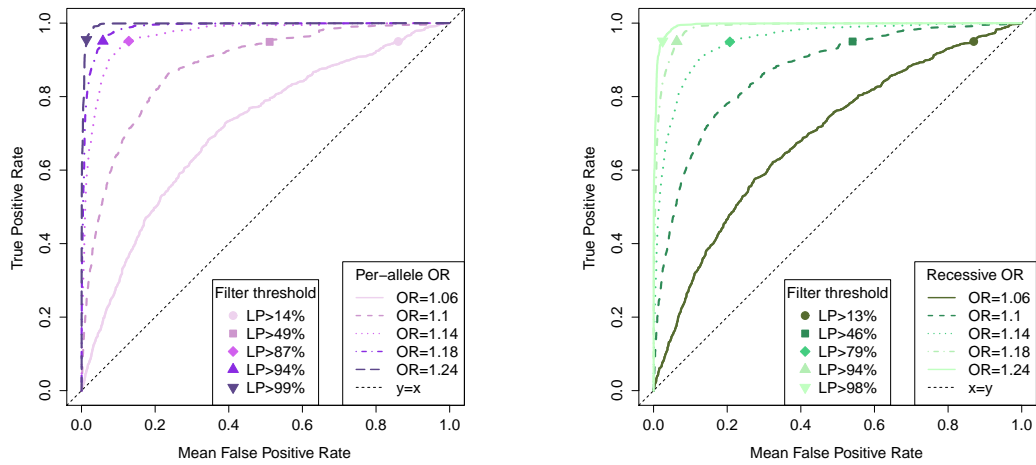 1.0
0.8
0.6
0.4
0.2
0.0
True Positive Rate
0.0 0.2 0.4 0.6 0.8 1.0
Mean False Positive Rate
Filter threshold
LP>14%
LP>49%
LP>87%
LP>94%
LP>99%
Per−allele OR
OR=1.06
OR=1.1
OR=1.14
OR=1.18
OR=1.24
y=x
1.0
0.8
0.6
0.4
0.2
0.0
True Positive Rate
0.0 0.2 0.4 0.6 0.8 1.0
Mean False Positive Rate
Filter threshold
LP>13%
LP>46%
LP>79%
LP>94%
LP>98%
Recessive OR
OR=1.06
OR=1.1
OR=1.14
OR=1.18
OR=1.24
x=y